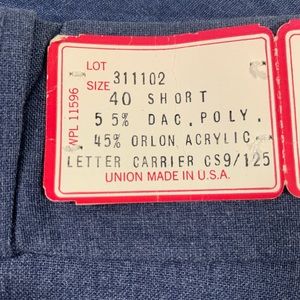 LOT
SIZE 311102
40 SHORT
55% DAC. POLY.
45% ORLON ACRYLIC
LETTER CARRIER CS9/125
UNION MADE IN U.S.A.
WPL 11596